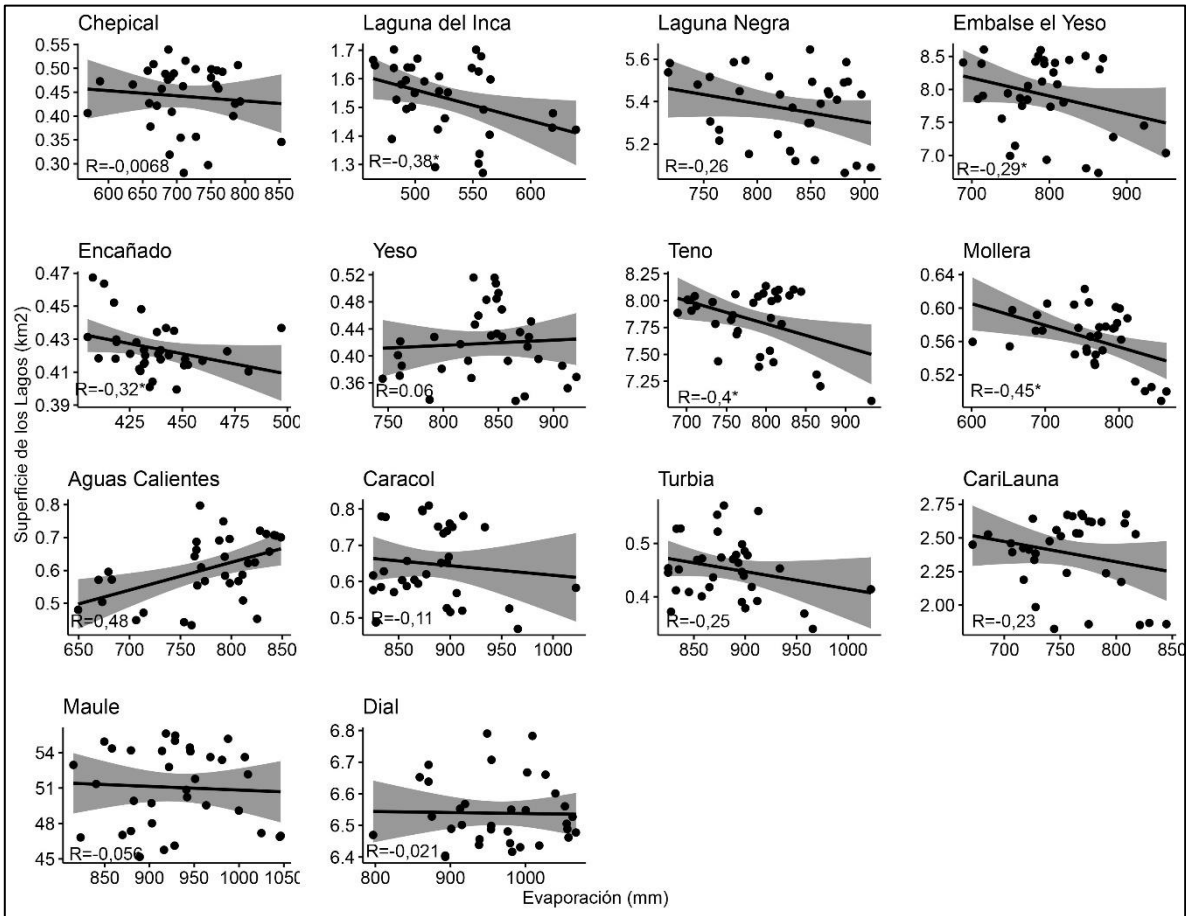 Chepical
Laguna del Inca
Laguna Negra
Embalse el Yeso
0.55
0.50
0.45
0.40
0.35
0.30
R=-0,0068
600 650 700 750 800 850
1.7
1.6
1.5
1.4
1.3
R=-0,38*
500 550 600
5.6
5.4
5.2
R=-0,26
750 800 850 900
8.5
8.0
7.5
7.0
R=-0,29*
700 800 900
Encañado
Yeso
Teno
Mollera
0.47
0.45
0.43
0.41
0.39
R=-0,32*
425 450 475 500
0.52
0.48
0.44
0.40
0.36
R=0.06
750 800 850 900
8.25
8.00
7.75
7.50
7.25
R=-0,4*
700 750 800 850 900
0.64
0.60
0.56
0.52
R=-0,45*
600 700 800
Superficie de los Lagos (km2)
Aguas Calientes
Caracol
Turbia
CariLauna
0.8
0.7
0.6
0.5
R=0,48
650 700 750 800 850
0.8
0.7
0.6
0.5
R=-0,11
850 900 950 1000
0.5
0.4
R=-0,25
850 900 950 1000
2.75
2.50
2.25
2.00
R=-0,23
700 750 800 850
Maule
Dial
54
51
48
45
R=-0,056
850 900 950 1000 1050
6.8
6.7
6.6
6.5
6.4
R=-0,021
800 900 1000
Evaporación (mm)